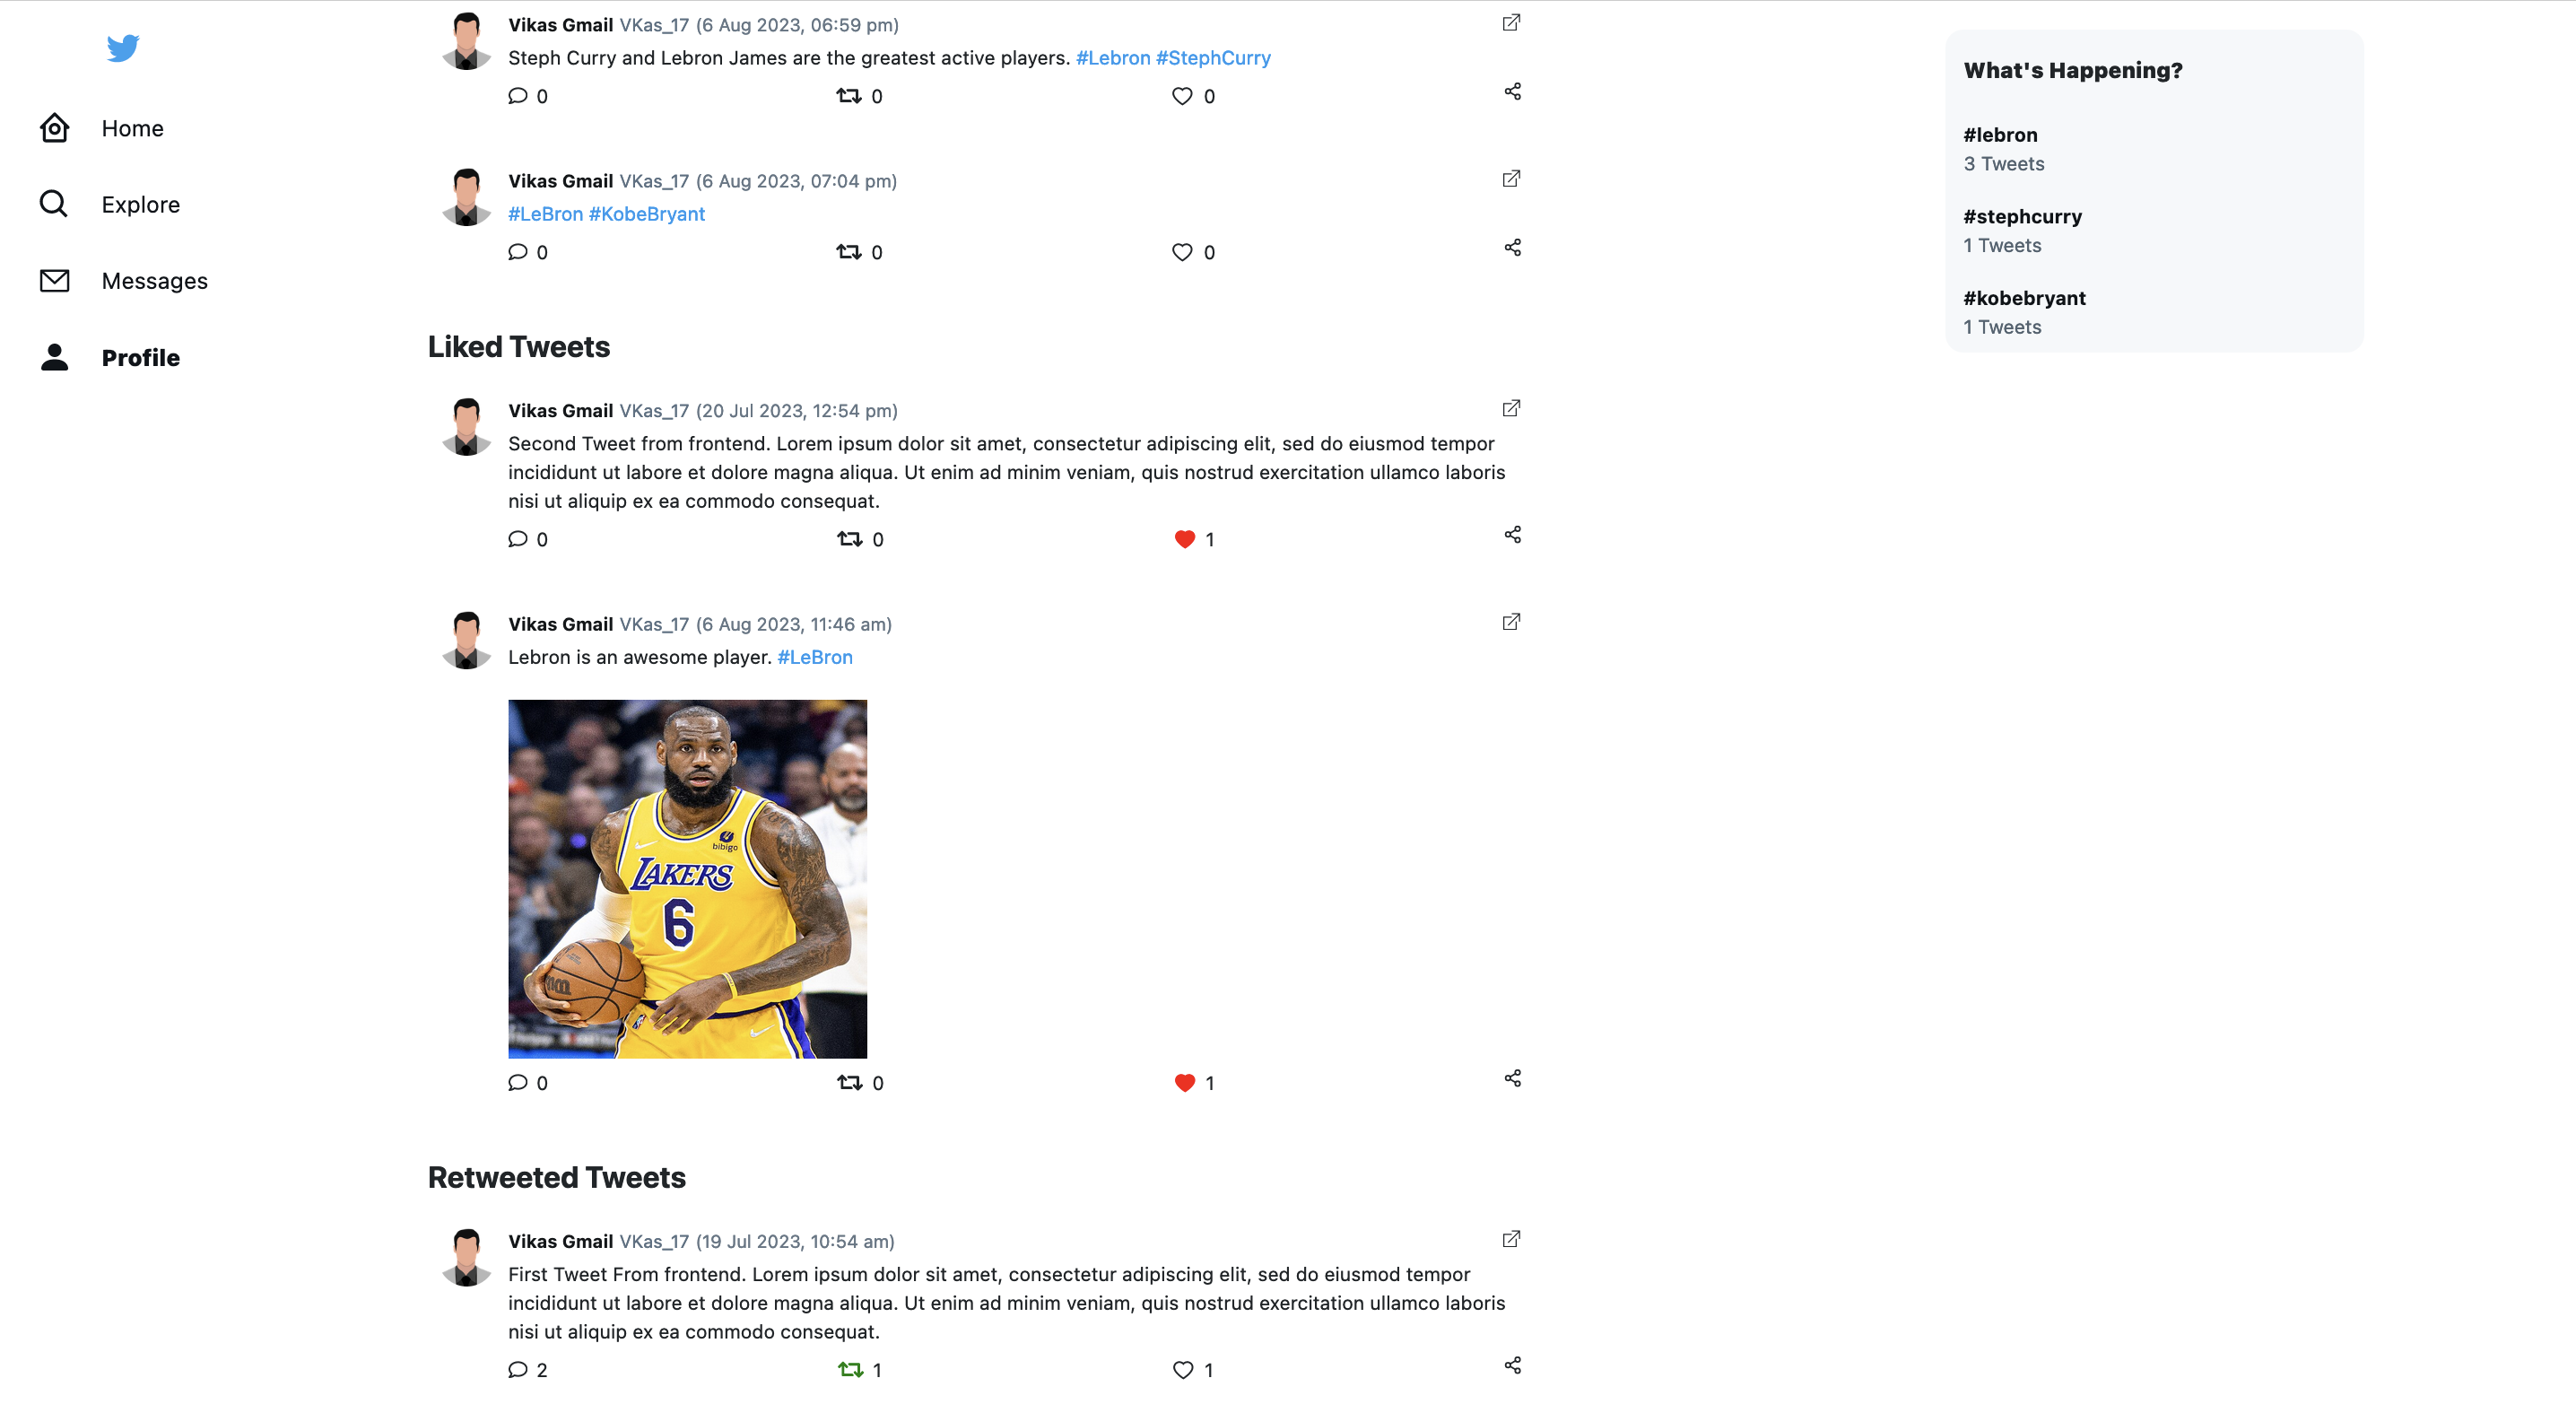 Home
Explore
Messages
Profile
Vikas Gmail VKas_17 (6 Aug 2023, 06:59 pm)
Steph Curry and Lebron James are the greatest active players. #Lebron #StephCurry
0 0 0
Vikas Gmail VKas_17 (6 Aug 2023, 07:04 pm)
#LeBron #KobeBryant
0 0 0
Liked Tweets
Vikas Gmail VKas_17 (20 Jul 2023, 12:54 pm)
Second Tweet from frontend. Lorem ipsum dolor sit amet, consectetur adipiscing elit, sed do eiusmod tempor
incididunt ut labore et dolore magna aliqua. Ut enim ad minim veniam, quis nostrud exercitation ullamco laboris
nisi ut aliquip ex ea commodo consequat.
0 0 1
Vikas Gmail VKas_17 (6 Aug 2023, 11:46 am)
Lebron is an awesome player. #LeBron
bibigo
LAKERS
6
0 0 1
Retweeted Tweets
Vikas Gmail VKas_17 (19 Jul 2023, 10:54 am)
First Tweet From frontend. Lorem ipsum dolor sit amet, consectetur adipiscing elit, sed do eiusmod tempor
incididunt ut labore et dolore magna aliqua. Ut enim ad minim veniam, quis nostrud exercitation ullamco laboris
nisi ut aliquip ex ea commodo consequat.
2 1 1
What's Happening?
#lebron
3 Tweets
#stephcurry
1 Tweets
#kobebryant
1 Tweets